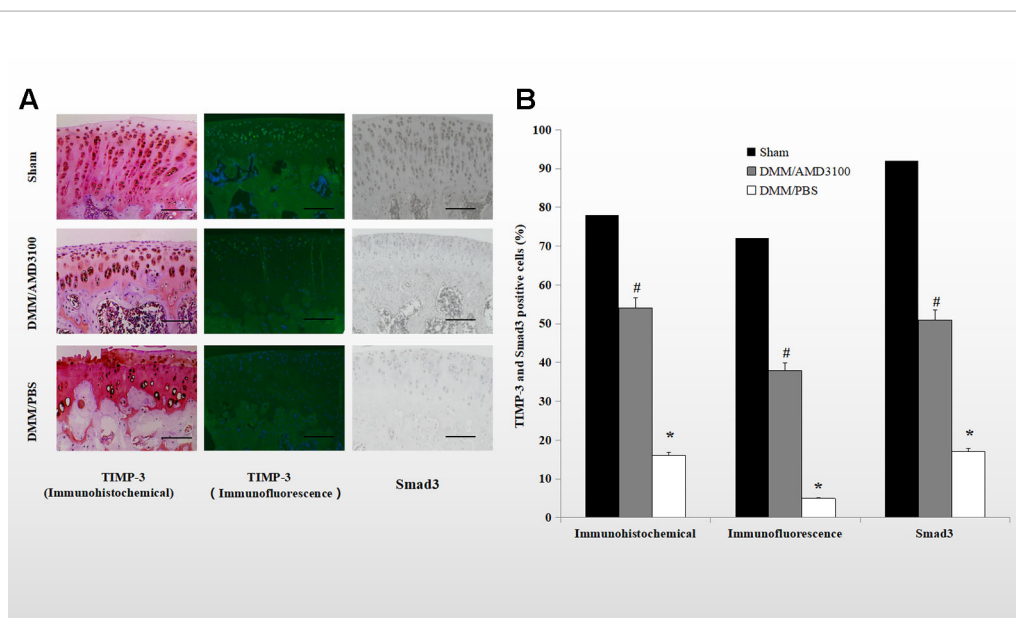 A
B
Sham
DMM/AMD3100
DMM/PBS
TIMP-3
(Immunohistochemical)
TIMP-3
( Immunofluorescence )
Smad3
TIMP-3 and Smad3 positive cells (%)
100
90
80
70
60
50
40
30
20
10
0
Sham
DMM/AMD3100
DMM/PBS
#
*
#
*
#
*
Immunohistochemical
Immunofluorescence
Smad3